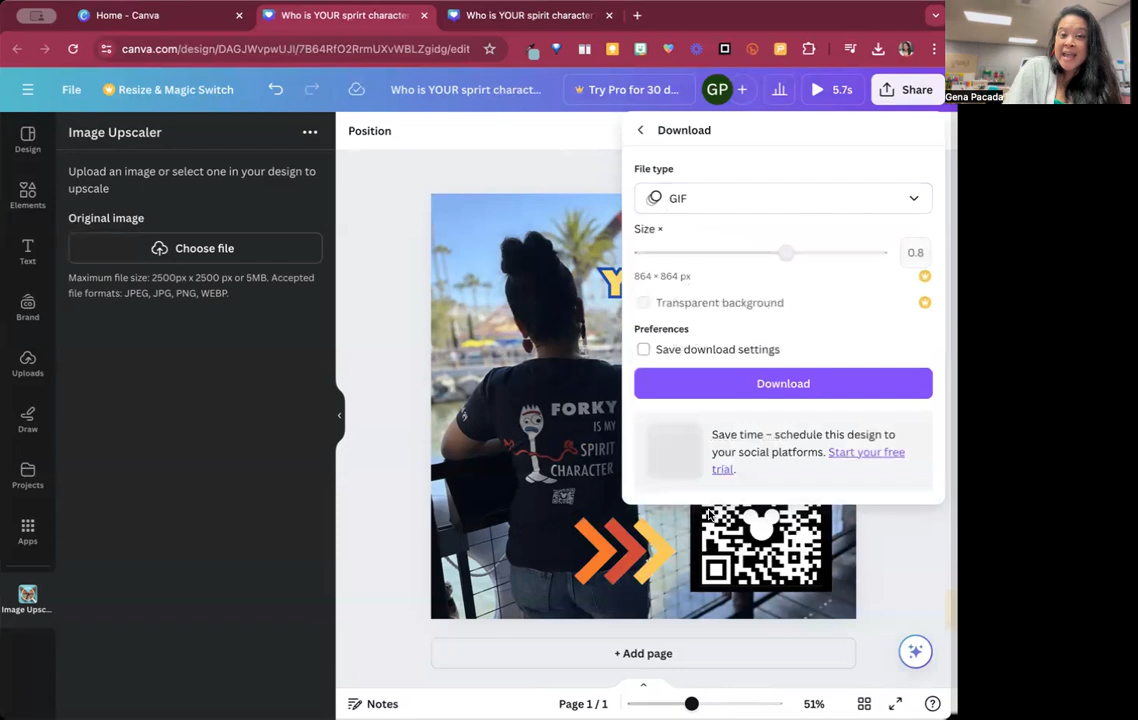 Home - Canva
Who is YOUR sprirt character
Who is YOUR spirit character
canva.com/design/DAGJWvpwUJI/7B64RfO2RrmUXvWBLZgidg/edit
File
Resize & Magic Switch
Who is YOUR sprirt charact...
Try Pro for 30 d...
GP
5.7s
Share
Gena Pacada
Design
Elements
Text
Brand
Uploads
Draw
Projects
Apps
Image Upsc...
Image Upscaler
Upload an image or select one in your design to
upscale
Original image
Choose file
Maximum file size: 2500px x 2500 px or 5MB. Accepted
file formats: JPEG, JPG, PNG, WEBP.
Position
Y
FORKY
IS MY
SPIRIT
CHARACTER
Download
File type
GIF
Size ×
0.8
864 × 864 px
Transparent background
Preferences
Save download settings
Download
Save time – schedule this design to
your social platforms. Start your free
trial.
+ Add page
Notes
Page 1 / 1
51%